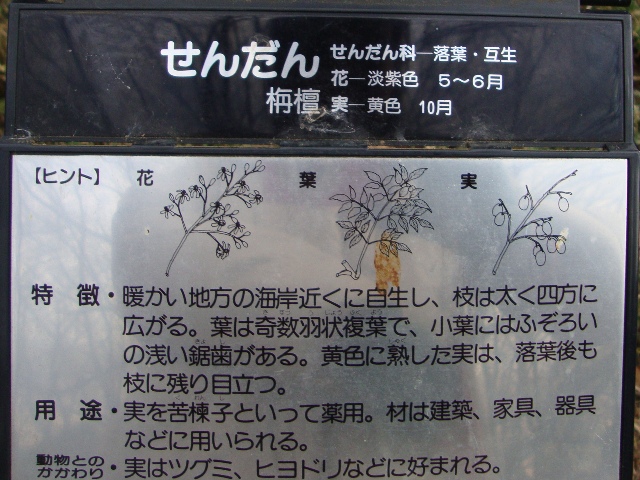 せんだん
栴檀
せんだん科―落葉・互生
花―淡紫色 5～6月
実―黄色 10月
【ヒント】 花 葉 実
特徴・暖かい地方の海岸近くに自生し、枝は太く四方に
広がる。葉は奇数羽状複葉で、小葉にはふぞろい
の浅い鋸歯がある。黄色に熟した実は、落葉後も
枝に残り目立つ。
用途・実を苦楝子といって薬用。材は建築、家具、器具
などに用いられる。
動物との
かかわり・実はツグミ、ヒヨドリなどに好まれる。